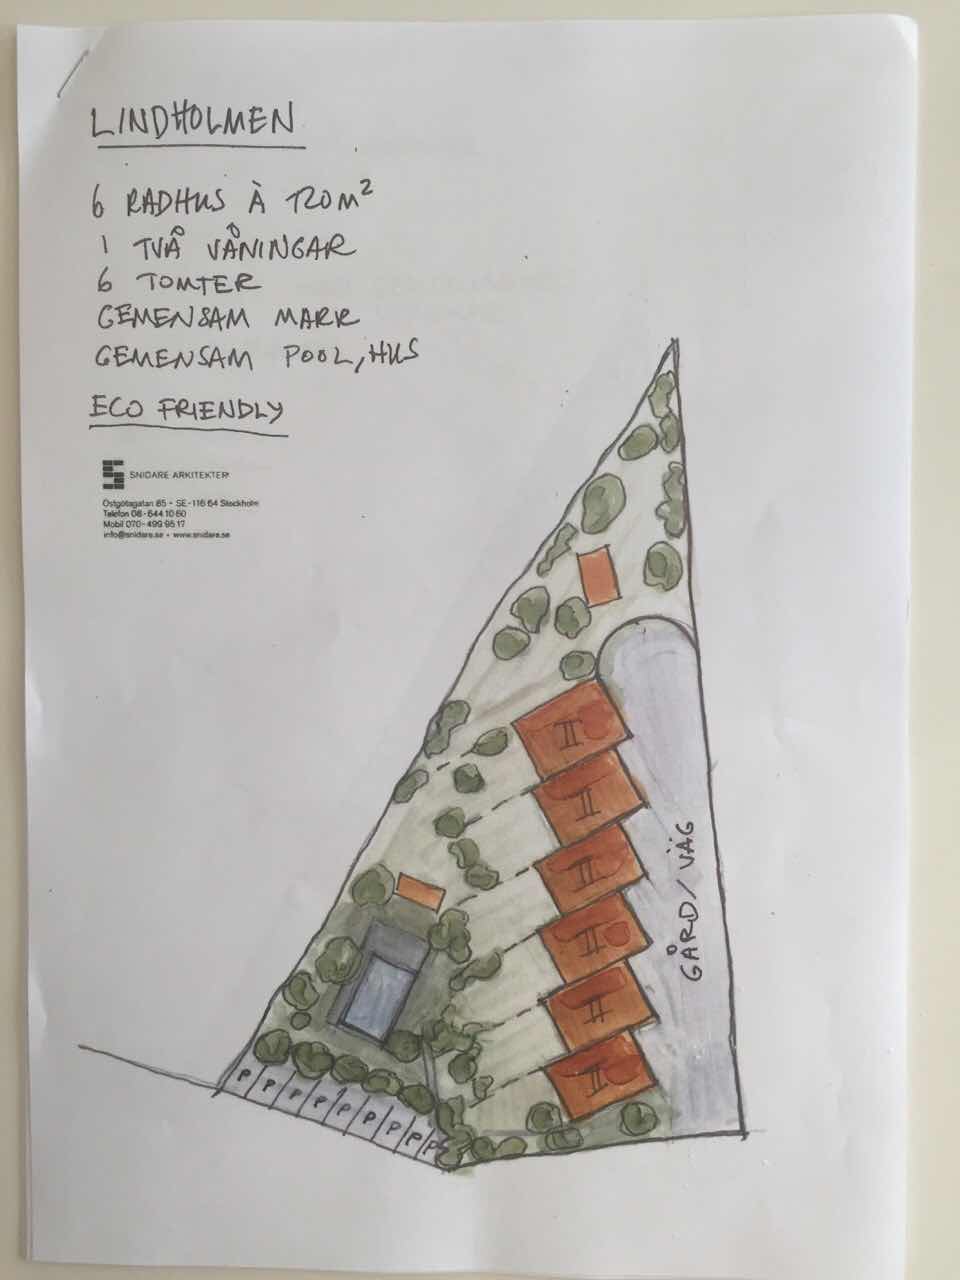 LINDHOLMEN
6 RADHUS À 120 M²
I TVÅ VÅNINGAR
6 TOMTER
GEMENSAM MARK
GEMENSAM POOL, HUS
ECO FRIENDLY
SNIDARE ARKITEKTER
Östgötagatan 85 • SE-116 64 Stockholm
Telefon 08-644 10 60
Mobil 070-499 95 17
info@snidare.se • www.snidare.se
II
II
II
II
II
II
GÅRD/VÄG
P P P P P P P P P